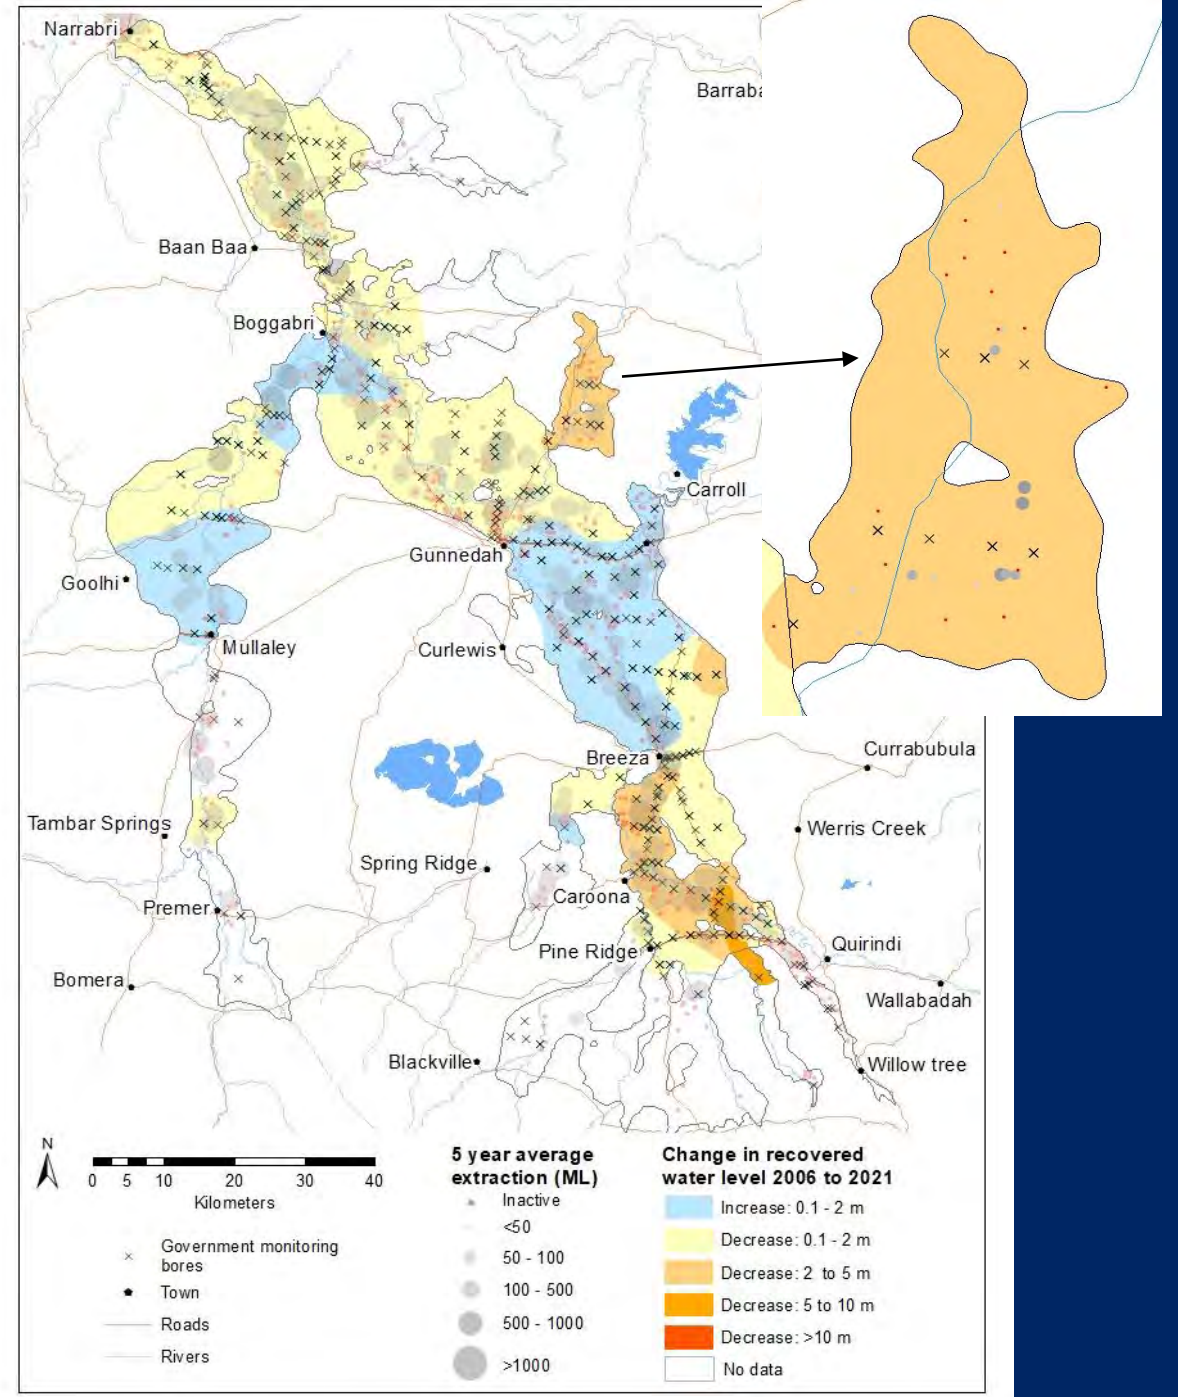 Narrabri
Barraba
Baan Baa
Boggabri
Carroll
Gunnedah
Goolhi
Mullaley
Curlewis
Breeza
Currabubula
Tambar Springs
Werris Creek
Spring Ridge
Caroona
Premer
Pine Ridge
Quirindi
Bomera
Wallabadah
Blackville
Willow tree
N
0 5 10 20 30 40
Kilometers
Government monitoring
bores
Town
Roads
Rivers
5 year average
extraction (ML)
Inactive
<50
50 - 100
100 - 500
500 - 1000
>1000
Change in recovered
water level 2006 to 2021
Increase: 0.1 - 2 m
Decrease: 0.1 - 2 m
Decrease: 2 to 5 m
Decrease: 5 to 10 m
Decrease: >10 m
No data